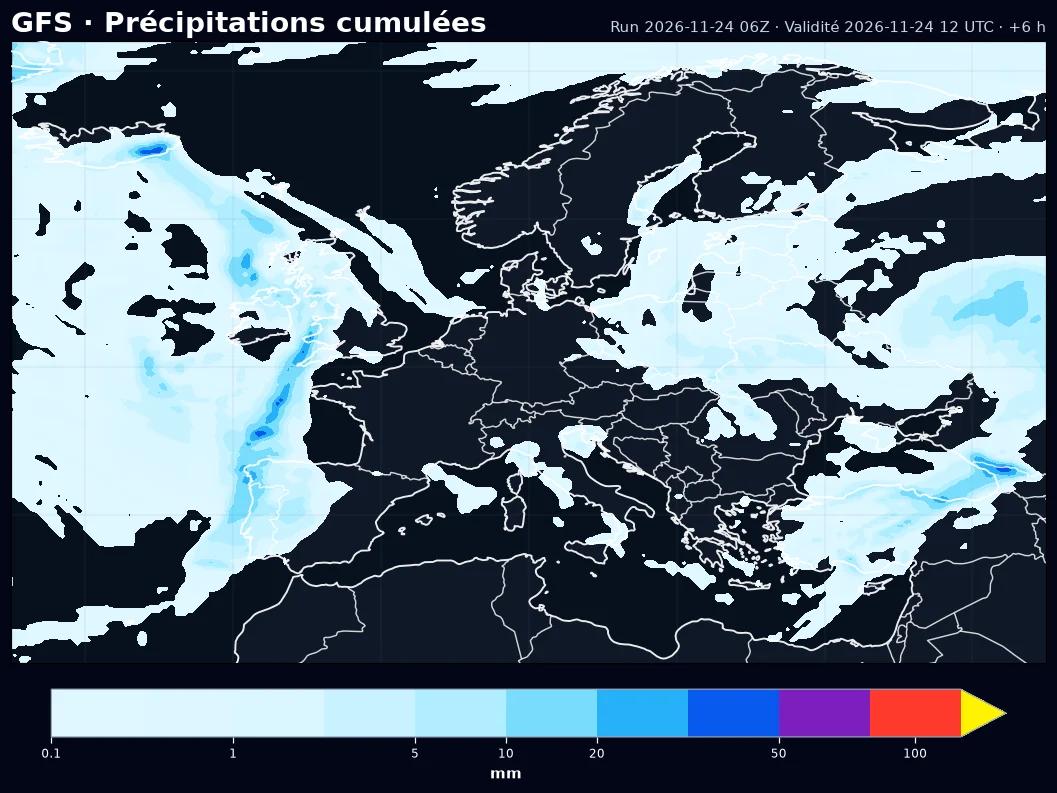 GFS · Précipitations cumulées
Run 2026-11-24 06Z · Validité 2026-11-24 12 UTC · +6 h
0.1 1 5 10 20 50 100
mm